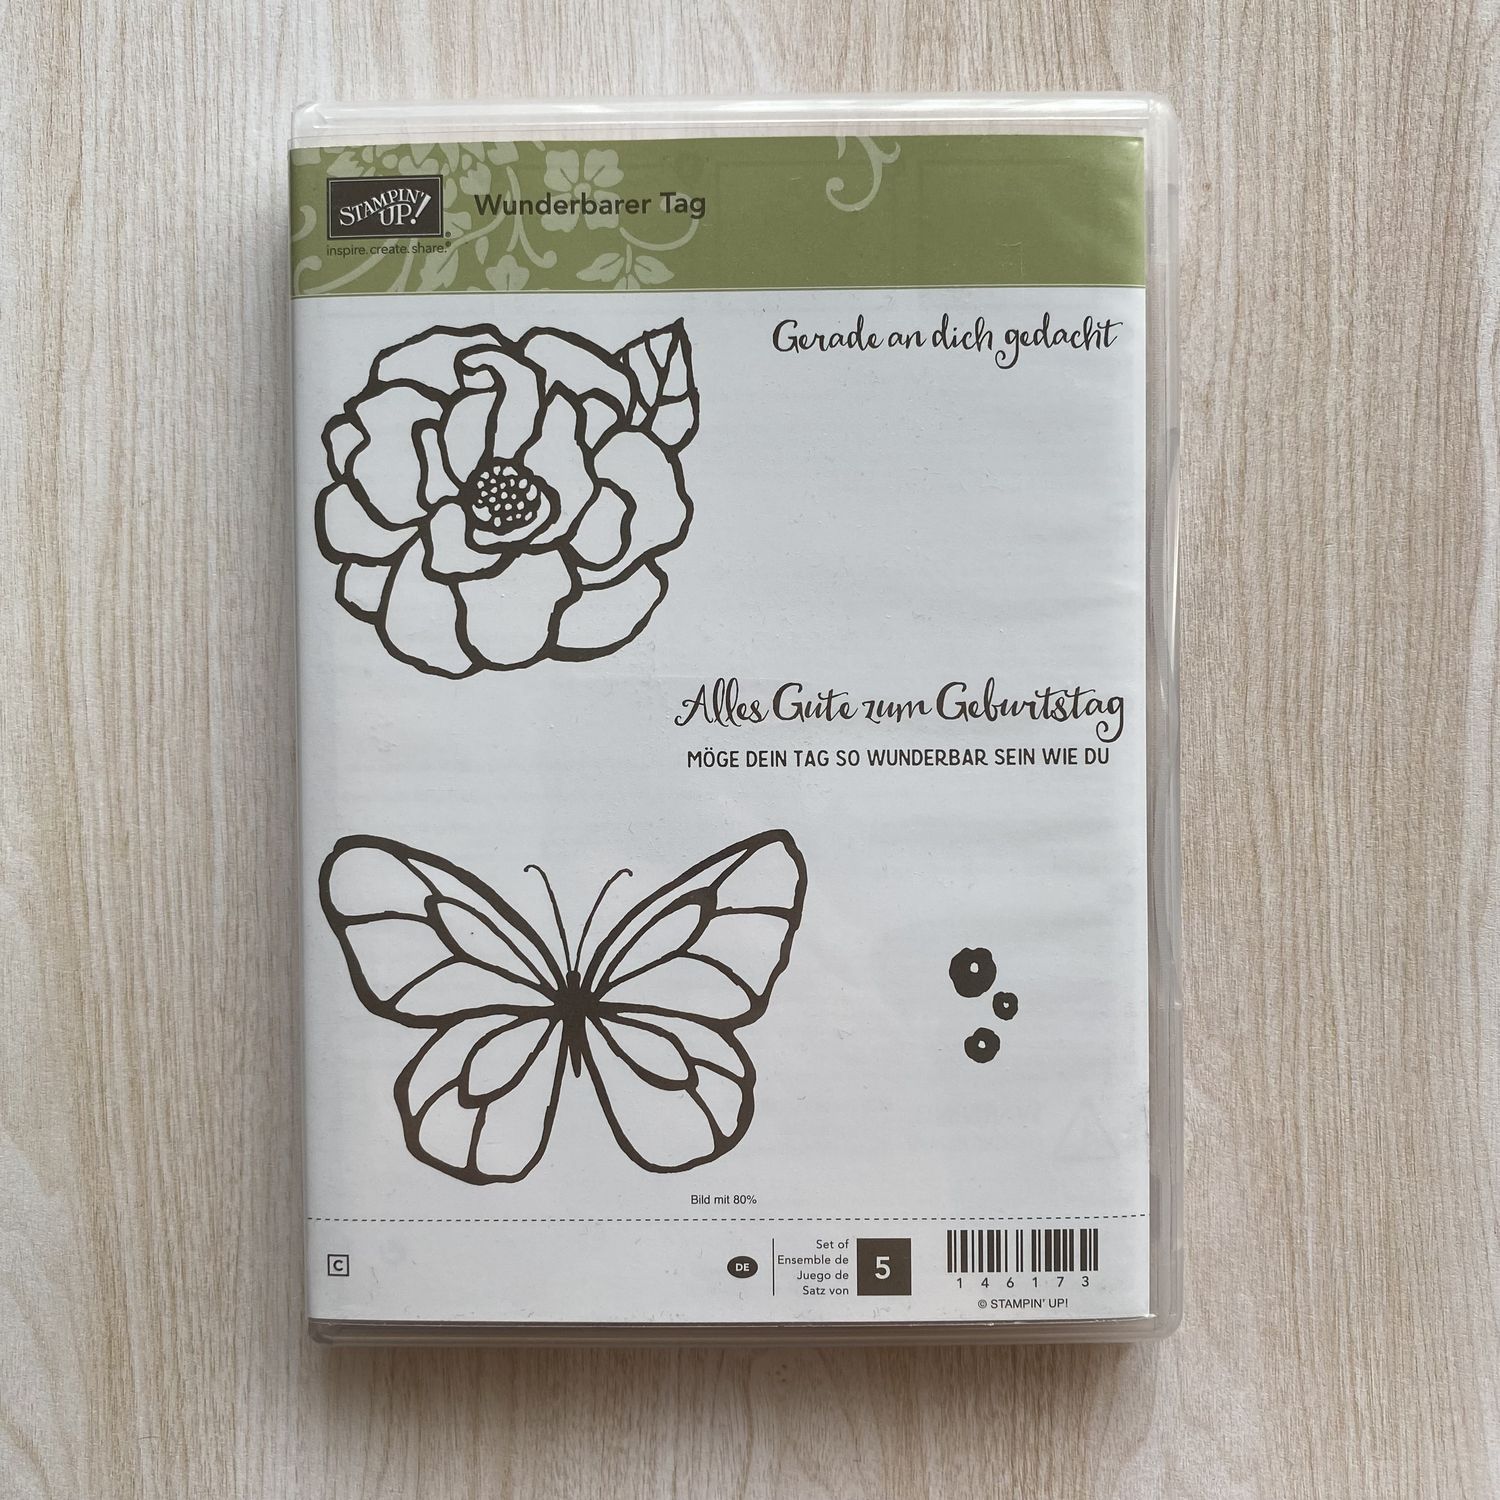 STAMPIN' UP!®
inspire. create. share.®
Wunderbarer Tag
Gerade an dich gedacht
Alles Gute zum Geburtstag
MÖGE DEIN TAG SO WUNDERBAR SEIN WIE DU
Bild mit 80%
C
DE
Set of
Ensemble de
Juego de
Satz von
5
146173
© STAMPIN' UP!